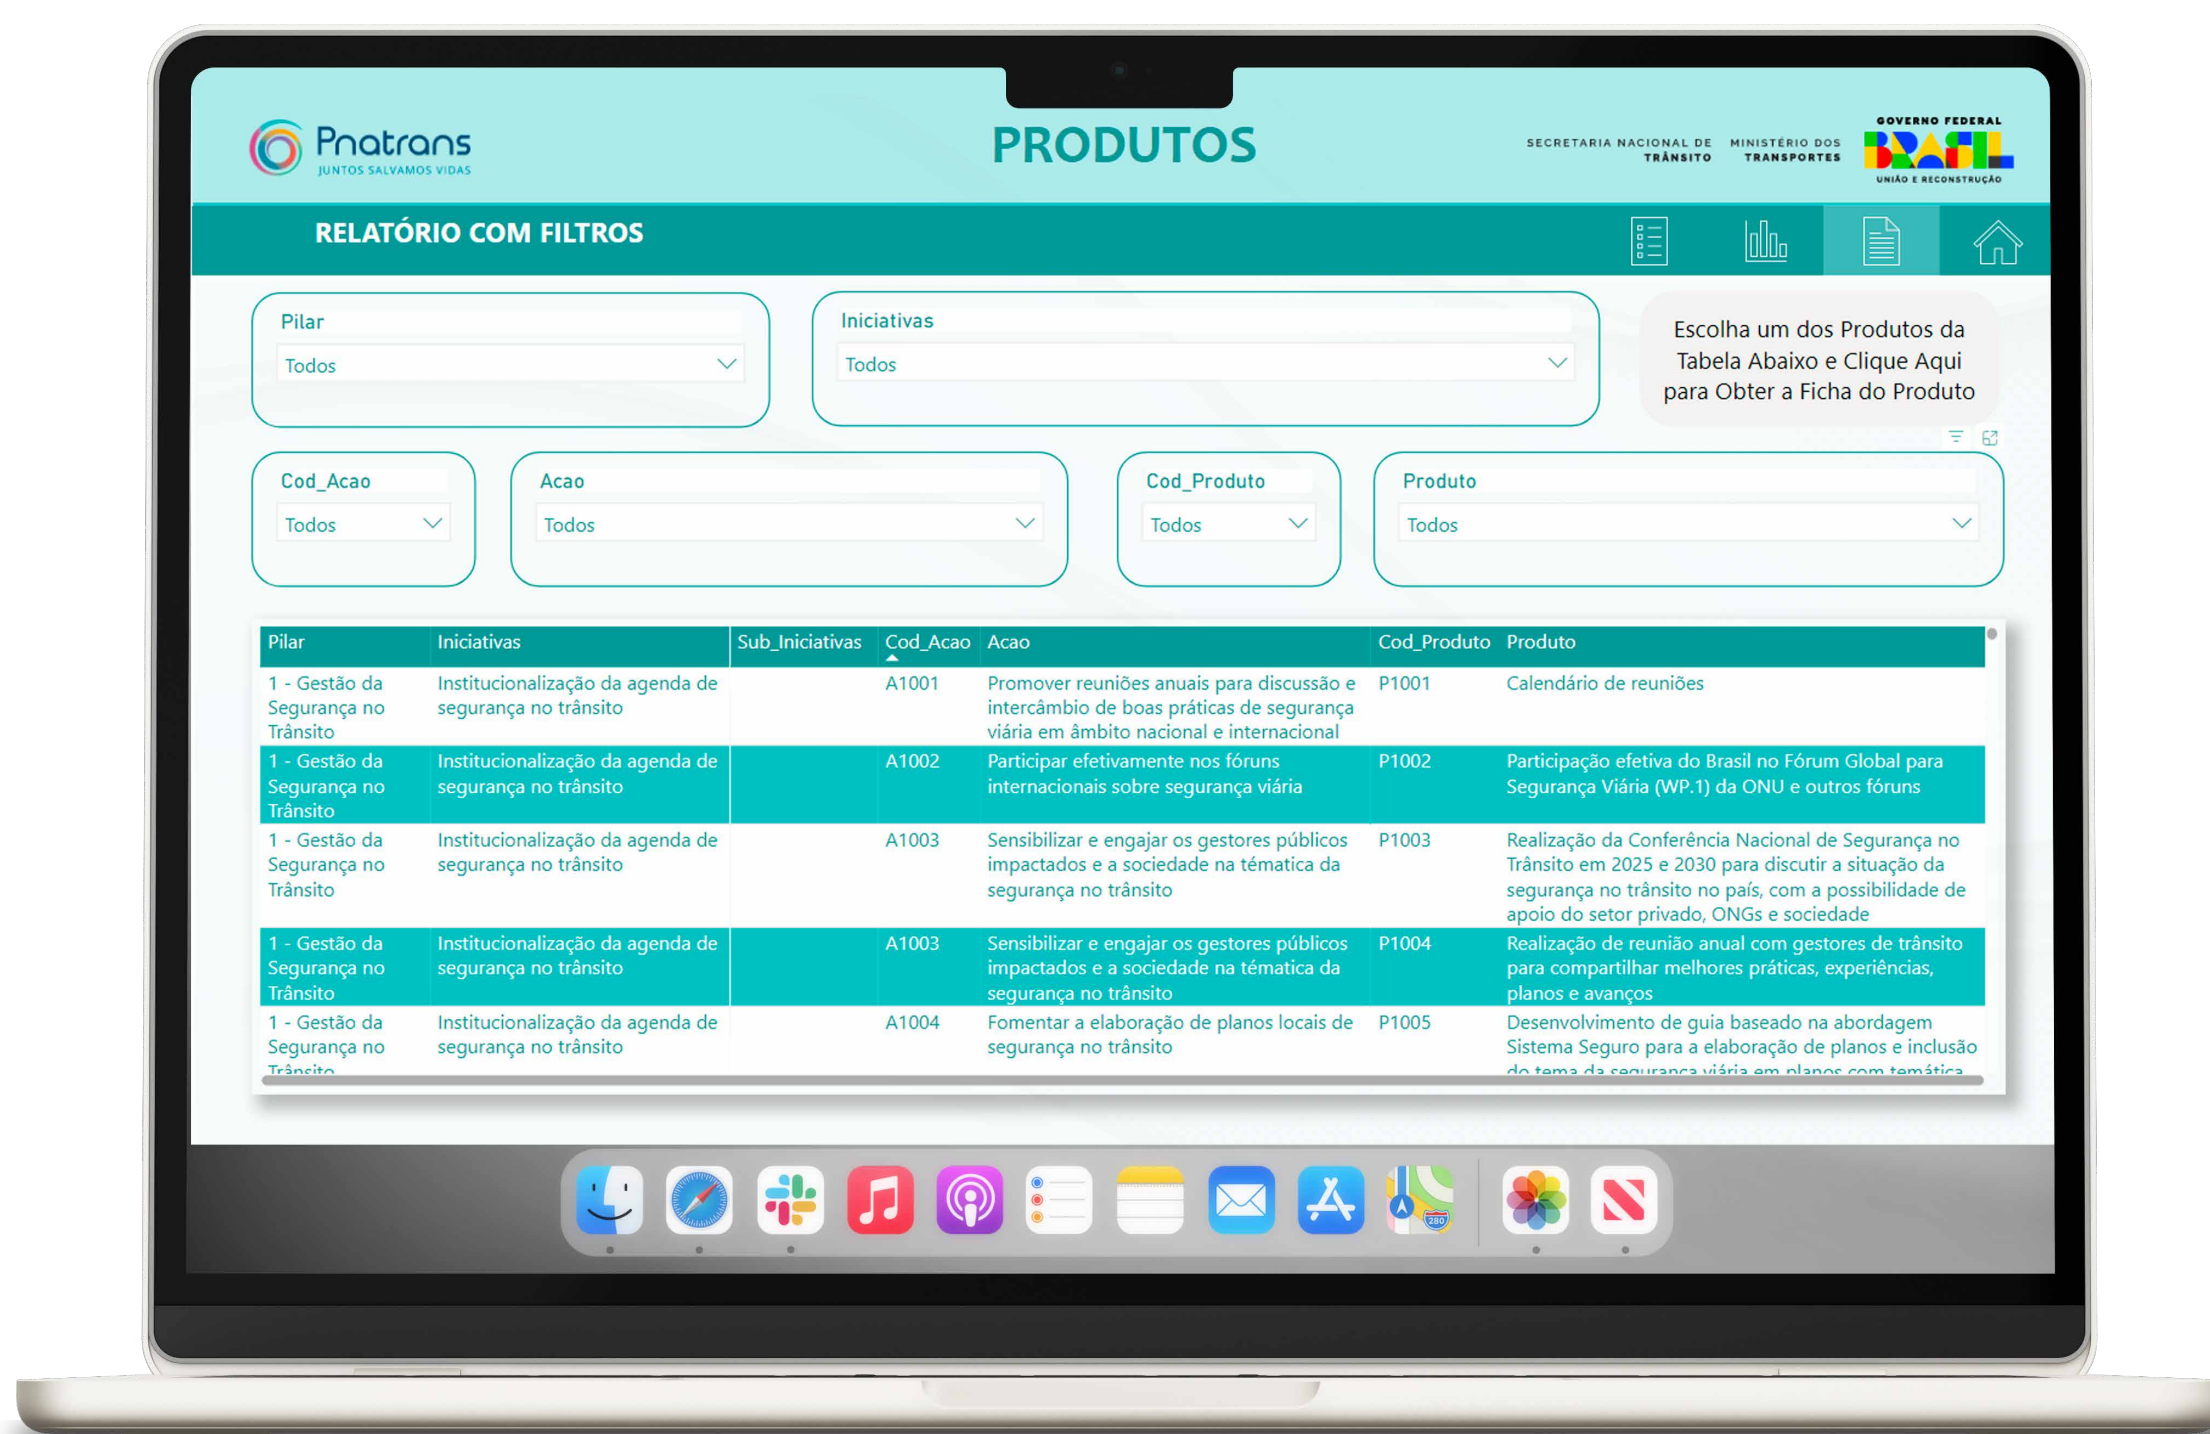 Pnatrans
JUNTOS SALVAMOS VIDAS
PRODUTOS
SECRETARIA NACIONAL DE
TRÂNSITO
MINISTÉRIO DOS
TRANSPORTES
GOVERNO FEDERAL
BRASIL
UNIÃO E RECONSTRUÇÃO
RELATÓRIO COM FILTROS
Pilar
Todos
Iniciativas
Todos
Escolha um dos Produtos da
Tabela Abaixo e Clique Aqui
para Obter a Ficha do Produto
Cod_Acao
Todos
Acao
Todos
Cod_Produto
Todos
Produto
Todos
Pilar Iniciativas Sub_Iniciativas Cod_Acao Acao Cod_Produto Produto
1 - Gestão da Institucionalização da agenda de A1001 Promover reuniões anuais para discussão e P1001 Calendário de reuniões
Segurança no segurança no trânsito intercâmbio de boas práticas de segurança
Trânsito viária em âmbito nacional e internacional
1 - Gestão da Institucionalização da agenda de A1002 Participar efetivamente nos fóruns P1002 Participação efetiva do Brasil no Fórum Global para
Segurança no segurança no trânsito internacionais sobre segurança viária Segurança Viária (WP.1) da ONU e outros fóruns
Trânsito
1 - Gestão da Institucionalização da agenda de A1003 Sensibilizar e engajar os gestores públicos P1003 Realização da Conferência Nacional de Segurança no
Segurança no segurança no trânsito impactados e a sociedade na tématica da Trânsito em 2025 e 2030 para discutir a situação da
Trânsito segurança no trânsito segurança no trânsito no país, com a possibilidade de
apoio do setor privado, ONGs e sociedade
1 - Gestão da Institucionalização da agenda de A1003 Sensibilizar e engajar os gestores públicos P1004 Realização de reunião anual com gestores de trânsito
Segurança no segurança no trânsito impactados e a sociedade na tématica da para compartilhar melhores práticas, experiências,
Trânsito segurança no trânsito planos e avanços
1 - Gestão da Institucionalização da agenda de A1004 Fomentar a elaboração de planos locais de P1005 Desenvolvimento de guia baseado na abordagem
Segurança no segurança no trânsito segurança no trânsito Sistema Seguro para a elaboração de planos e inclusão
Trânsito do tema da segurança viária em planos com temática
280